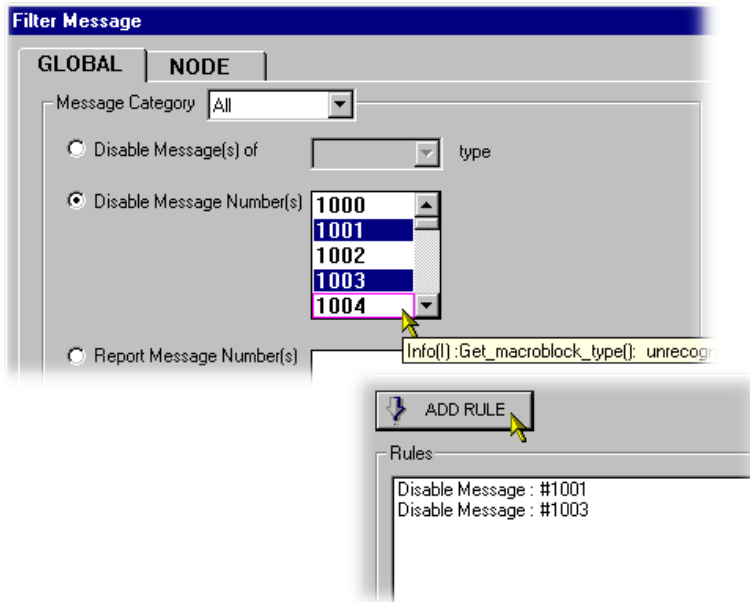 Filter Message
GLOBAL NODE
Message Category All
Disable Message(s) of type
Disable Message Number(s)
1000
1001
1002
1003
1004
Info(I) :Get_macroblock_type():
Report Message Number(s)
ADD RULE
Rules
Disable Message : #1001
Disable Message : #1003